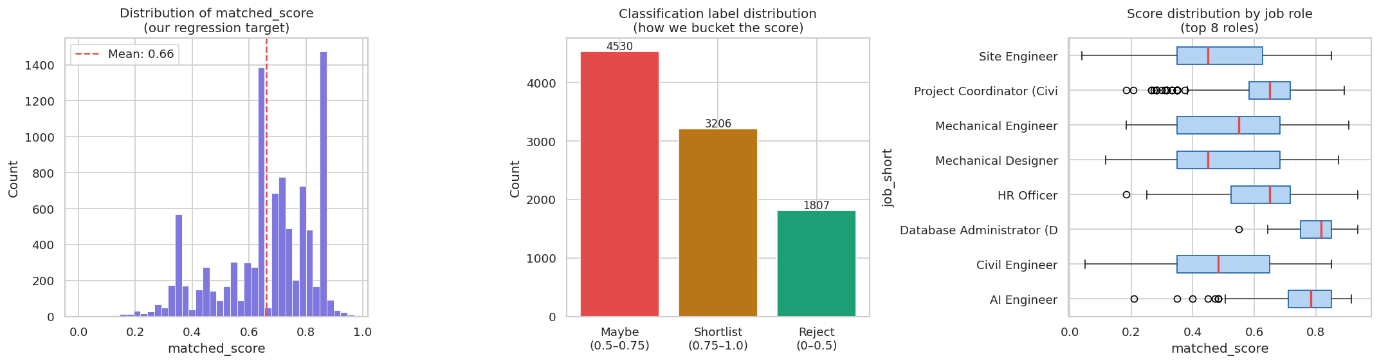 Distribution of matched_score
(our regression target)
Mean: 0.66
Count
0
200
400
600
800
1000
1200
1400
0.0
0.2
0.4
0.6
0.8
1.0
matched_score
Classification label distribution
(how we bucket the score)
4530
3206
1807
Count
0
1000
2000
3000
4000
Maybe
(0.5–0.75)
Shortlist
(0.75–1.0)
Reject
(0–0.5)
Score distribution by job role
(top 8 roles)
job_short
Site Engineer
Project Coordinator (Civi
Mechanical Engineer
Mechanical Designer
HR Officer
Database Administrator (D
Civil Engineer
AI Engineer
0.0
0.2
0.4
0.6
0.8
matched_score